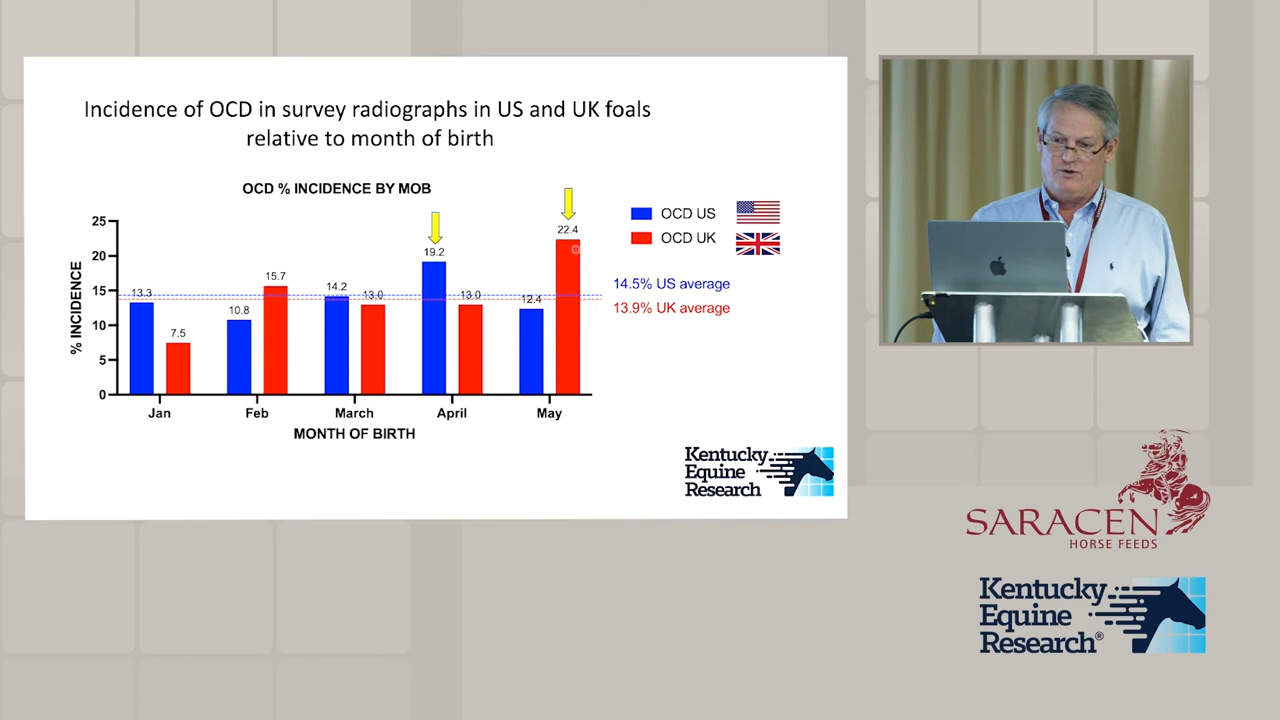 Incidence of OCD in survey radiographs in US and UK foals
relative to month of birth
OCD % INCIDENCE BY MOB
OCD US
OCD UK
14.5% US average
13.9% UK average
% INCIDENCE
25
20
15
10
5
0
13.3
7.5
10.8
15.7
14.2
13.0
19.2
13.0
12.4
22.4
Jan
Feb
March
April
May
MONTH OF BIRTH
Kentucky
Equine
Research
SARACEN
HORSE FEEDS
Kentucky
Equine
Research®